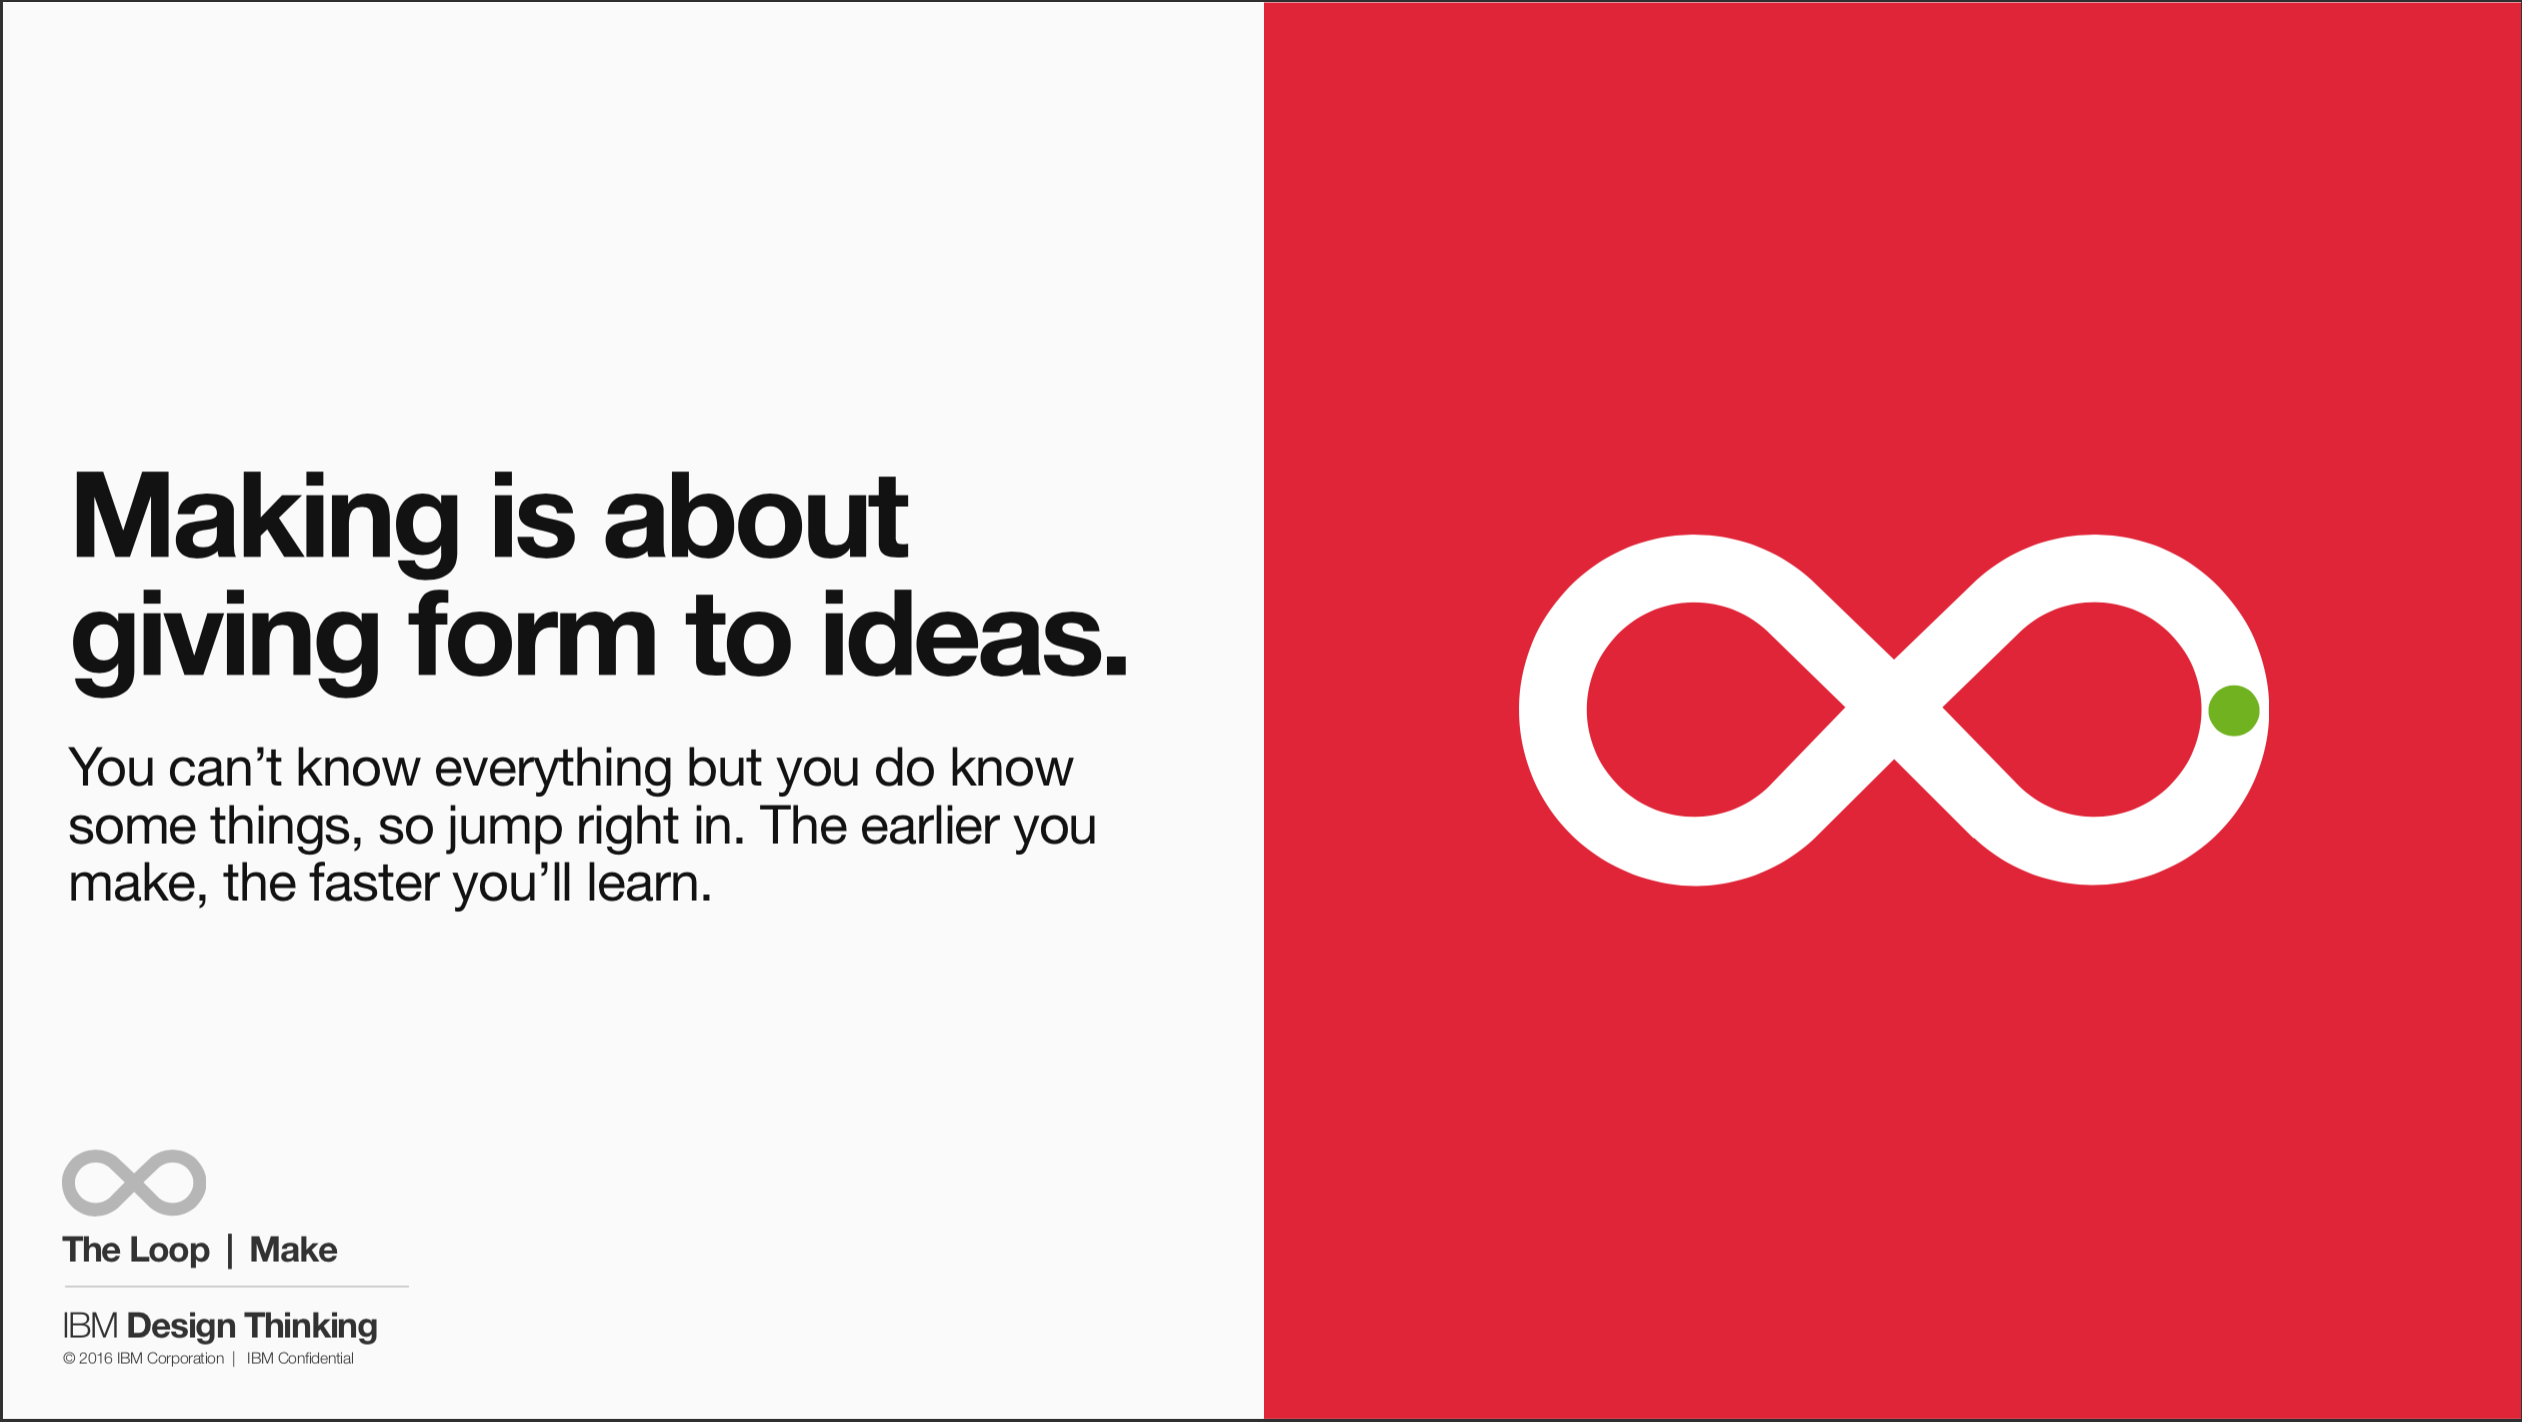 Making is about
giving form to ideas.
You can’t know everything but you do know
some things, so jump right in. The earlier you
make, the faster you’ll learn.
The Loop | Make
IBM Design Thinking
© 2016 IBM Corporation | IBM Confidential